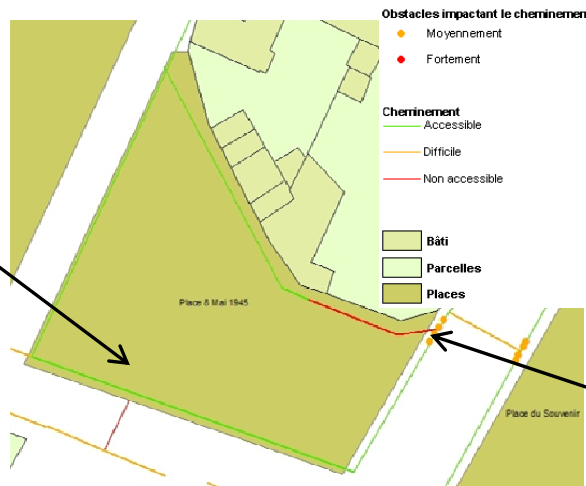 Obstacles impactant le cheminemen
Moyennement
Fortement
Cheminement
Accessible
Difficile
Non accessible
Bâti
Parcelles
Places
Place 8 Mai 1945
Place du Souvenir